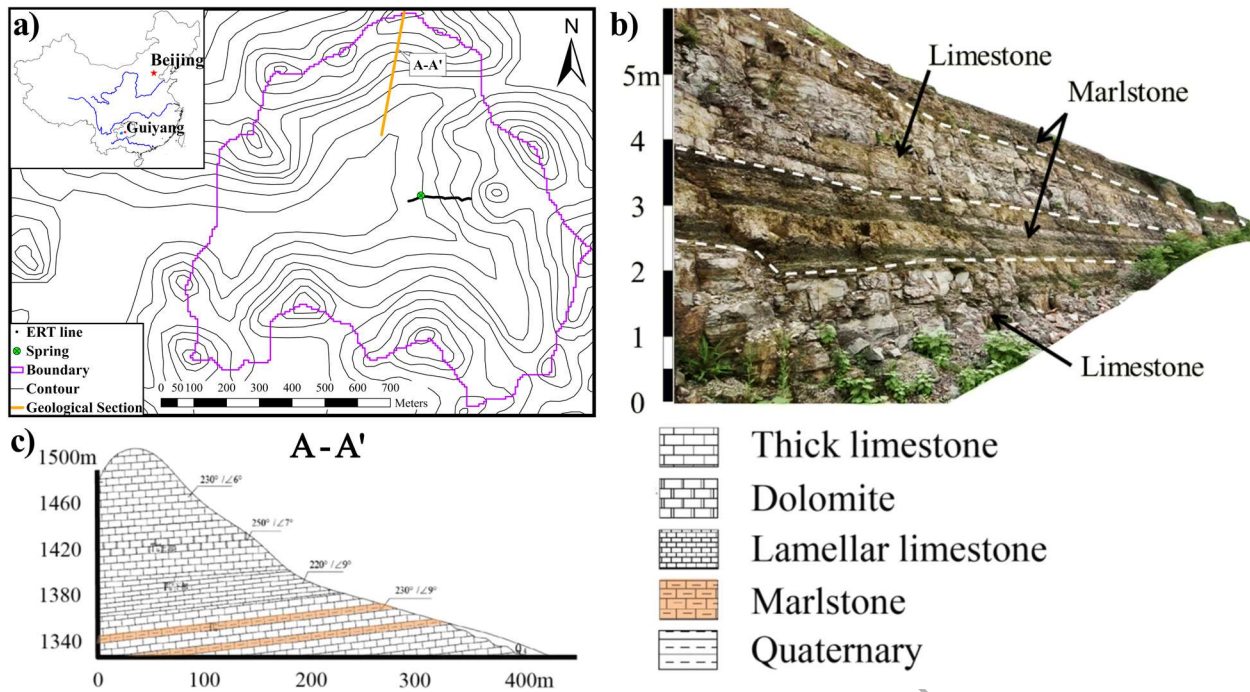 a)
N
Beijing
Guiyang
A-A'
ERT line
Spring
Boundary
Contour
Geological Section
0 50 100 200 300 400 500 600 700
Meters
b)
5m
4
3
2
1
0
Limestone
Marlstone
Limestone
c)
A-A'
1500m
1460
1420
1380
1340
230°/∠6°
250°/∠7°
220°/∠9°
230°/∠9°
Q
0 100 200 300 400m
Thick limestone
Dolomite
Lamellar limestone
Marlstone
Quaternary